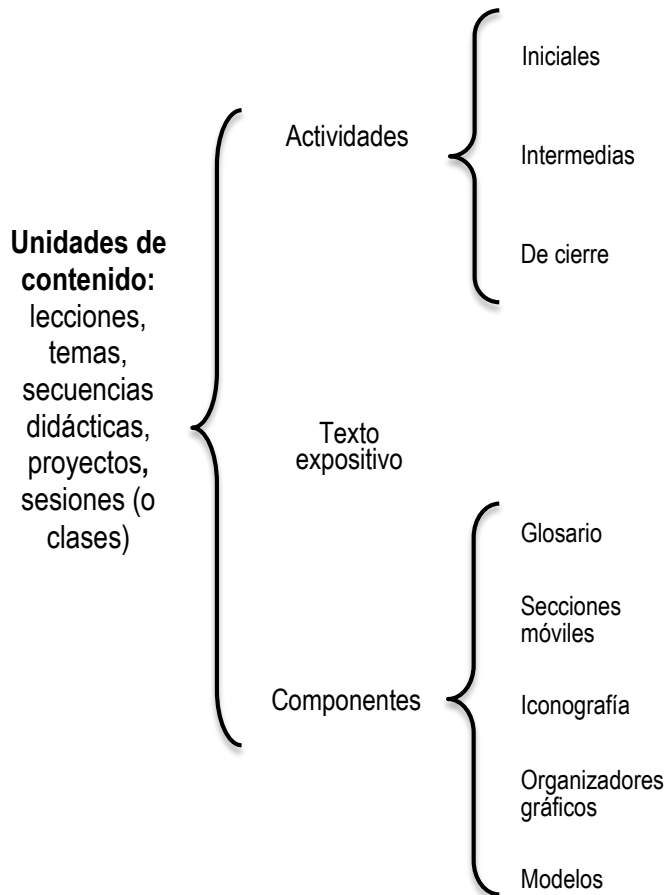 Unidades de
contenido:
lecciones,
temas,
secuencias
didácticas,
proyectos,
sesiones (o
clases)
Actividades
Iniciales
Intermedias
De cierre
Texto
expositivo
Componentes
Glosario
Secciones
móviles
Iconografía
Organizadores
gráficos
Modelos